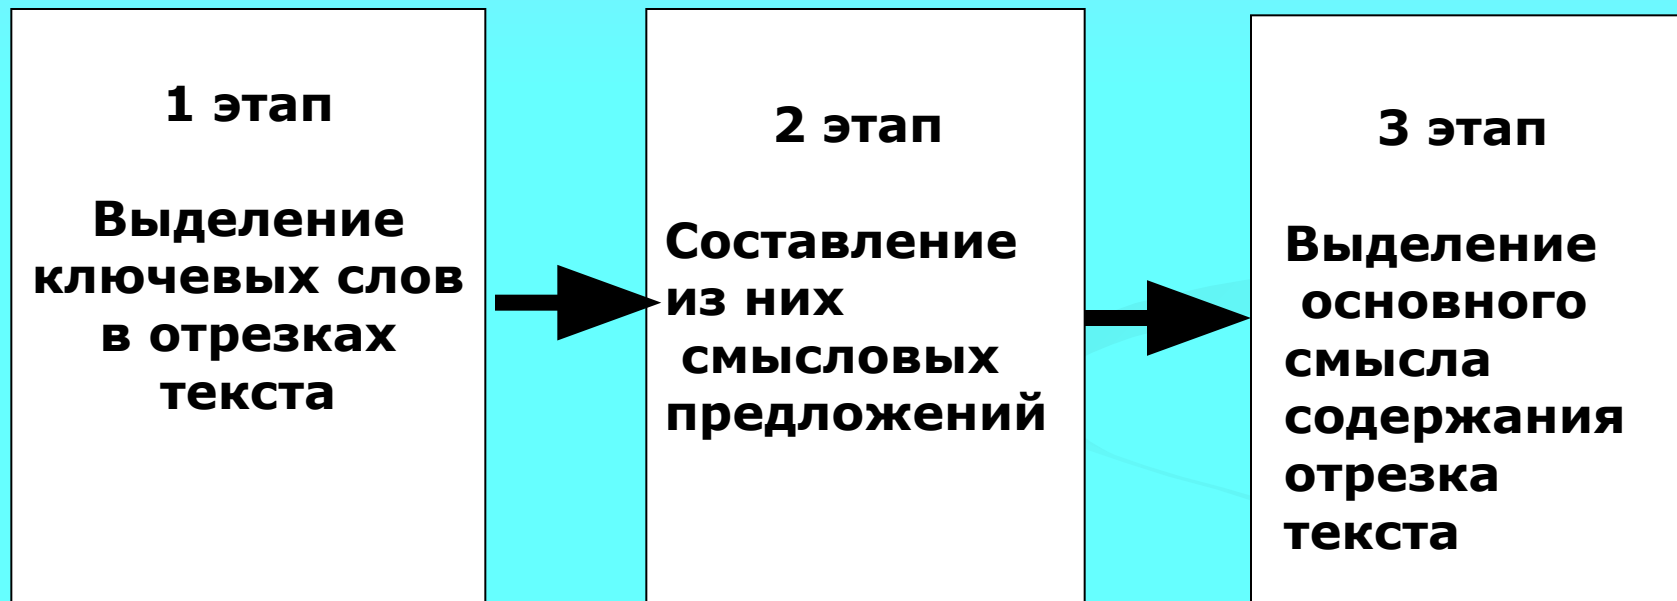 1 этап
Выделение
ключевых слов
в отрезках
текста
2 этап
Составление
из них
смысловых
предложений
3 этап
Выделение
основного
смысла
содержания
отрезка
текста